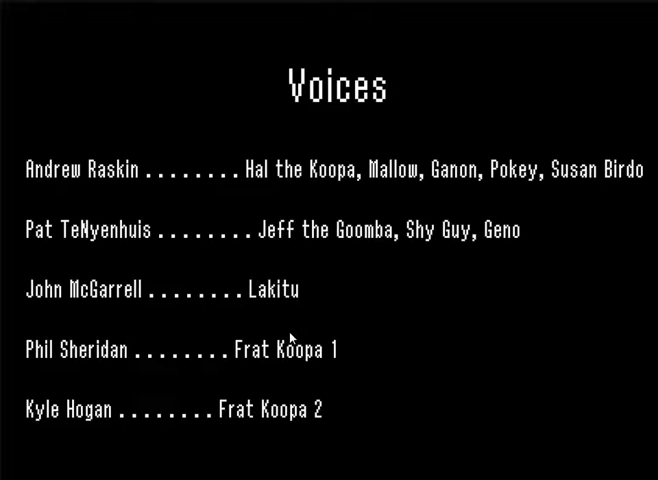 Voices
Andrew Raskin ........ Hal the Koopa, Mallow, Ganon, Pokey, Susan Birdo
Pat TeNyenhuis ........ Jeff the Goomba, Shy Guy, Geno
John McGarrell ........ Lakitu
Phil Sheridan ........ Frat Koopa 1
Kyle Hogan ........ Frat Koopa 2